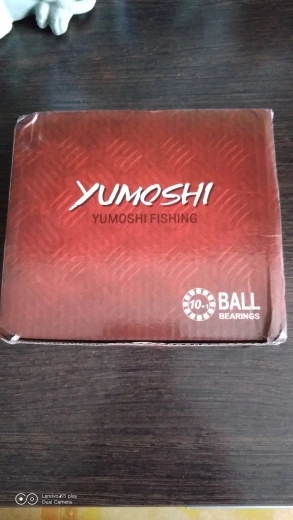 YUMOSHI
YUMOSHI FISHING
10+1 BALL
BEARINGS
Lenovo K5 play
Dual Camera